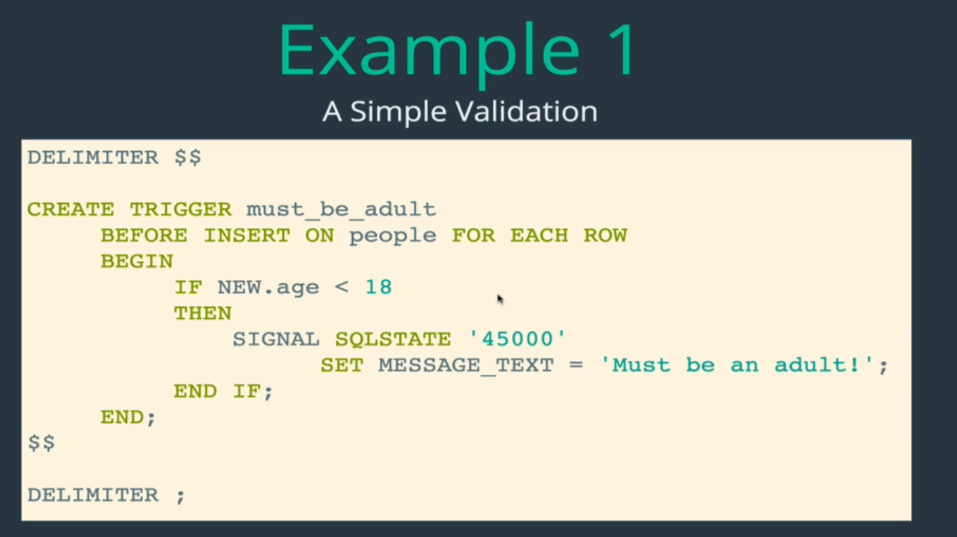 Example 1
A Simple Validation
DELIMITER $$
CREATE TRIGGER must_be_adult
BEFORE INSERT ON people FOR EACH ROW
BEGIN
IF NEW.age < 18
THEN
SIGNAL SQLSTATE '45000'
SET MESSAGE_TEXT = 'Must be an adult!';
END IF;
END;
$$
DELIMITER ;